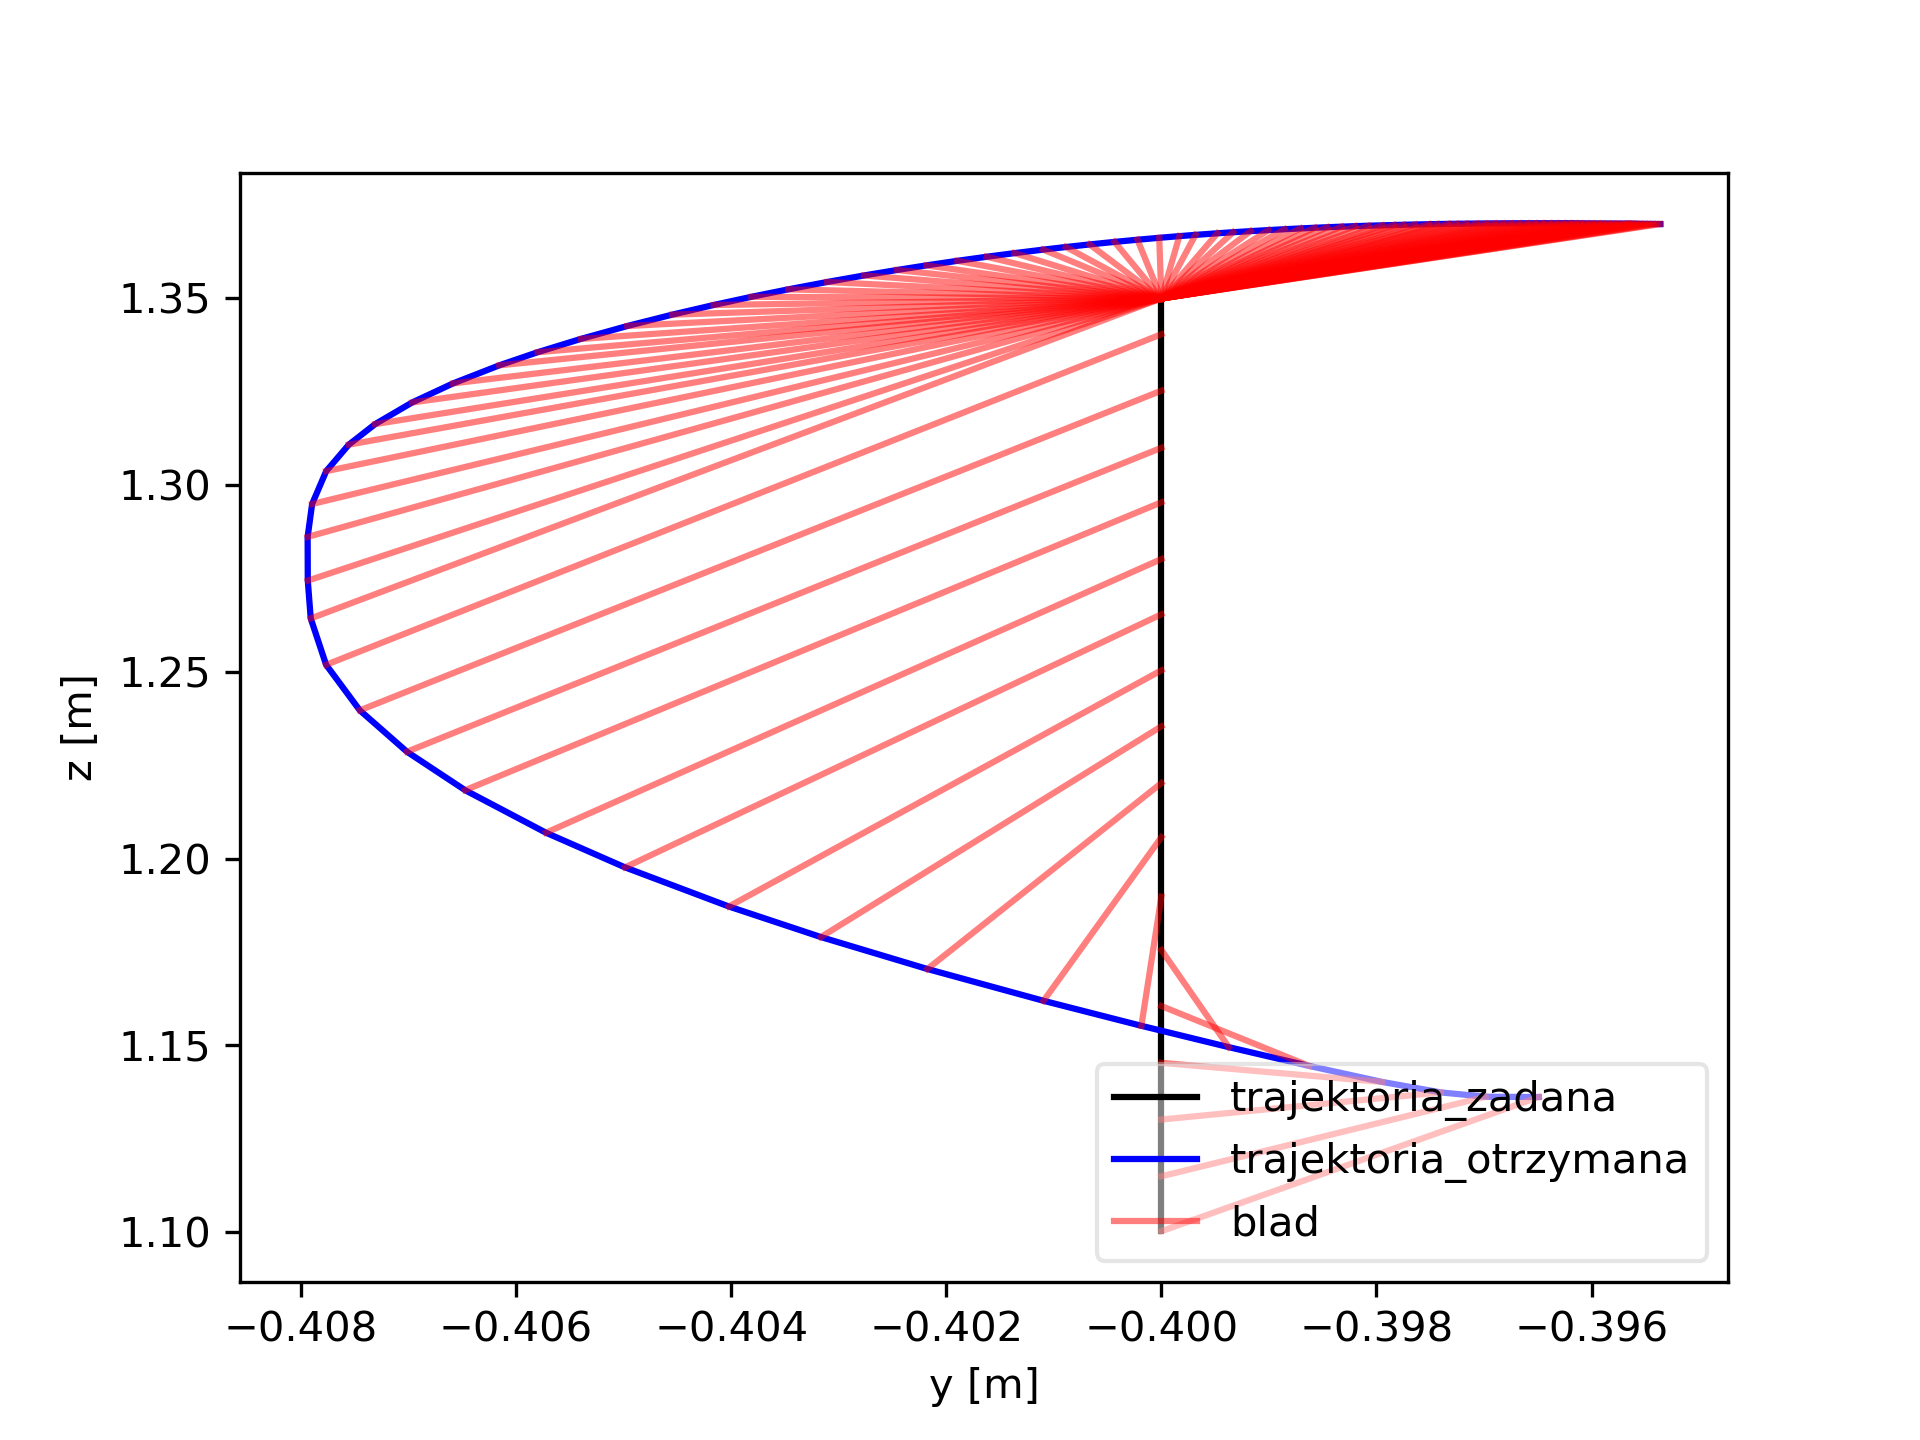 1.35
1.30
1.25
1.20
1.15
1.10
z [m]
−0.408 −0.406 −0.404 −0.402 −0.400 −0.398 −0.396
y [m]
trajektoria_zadana
trajektoria_otrzymana
blad